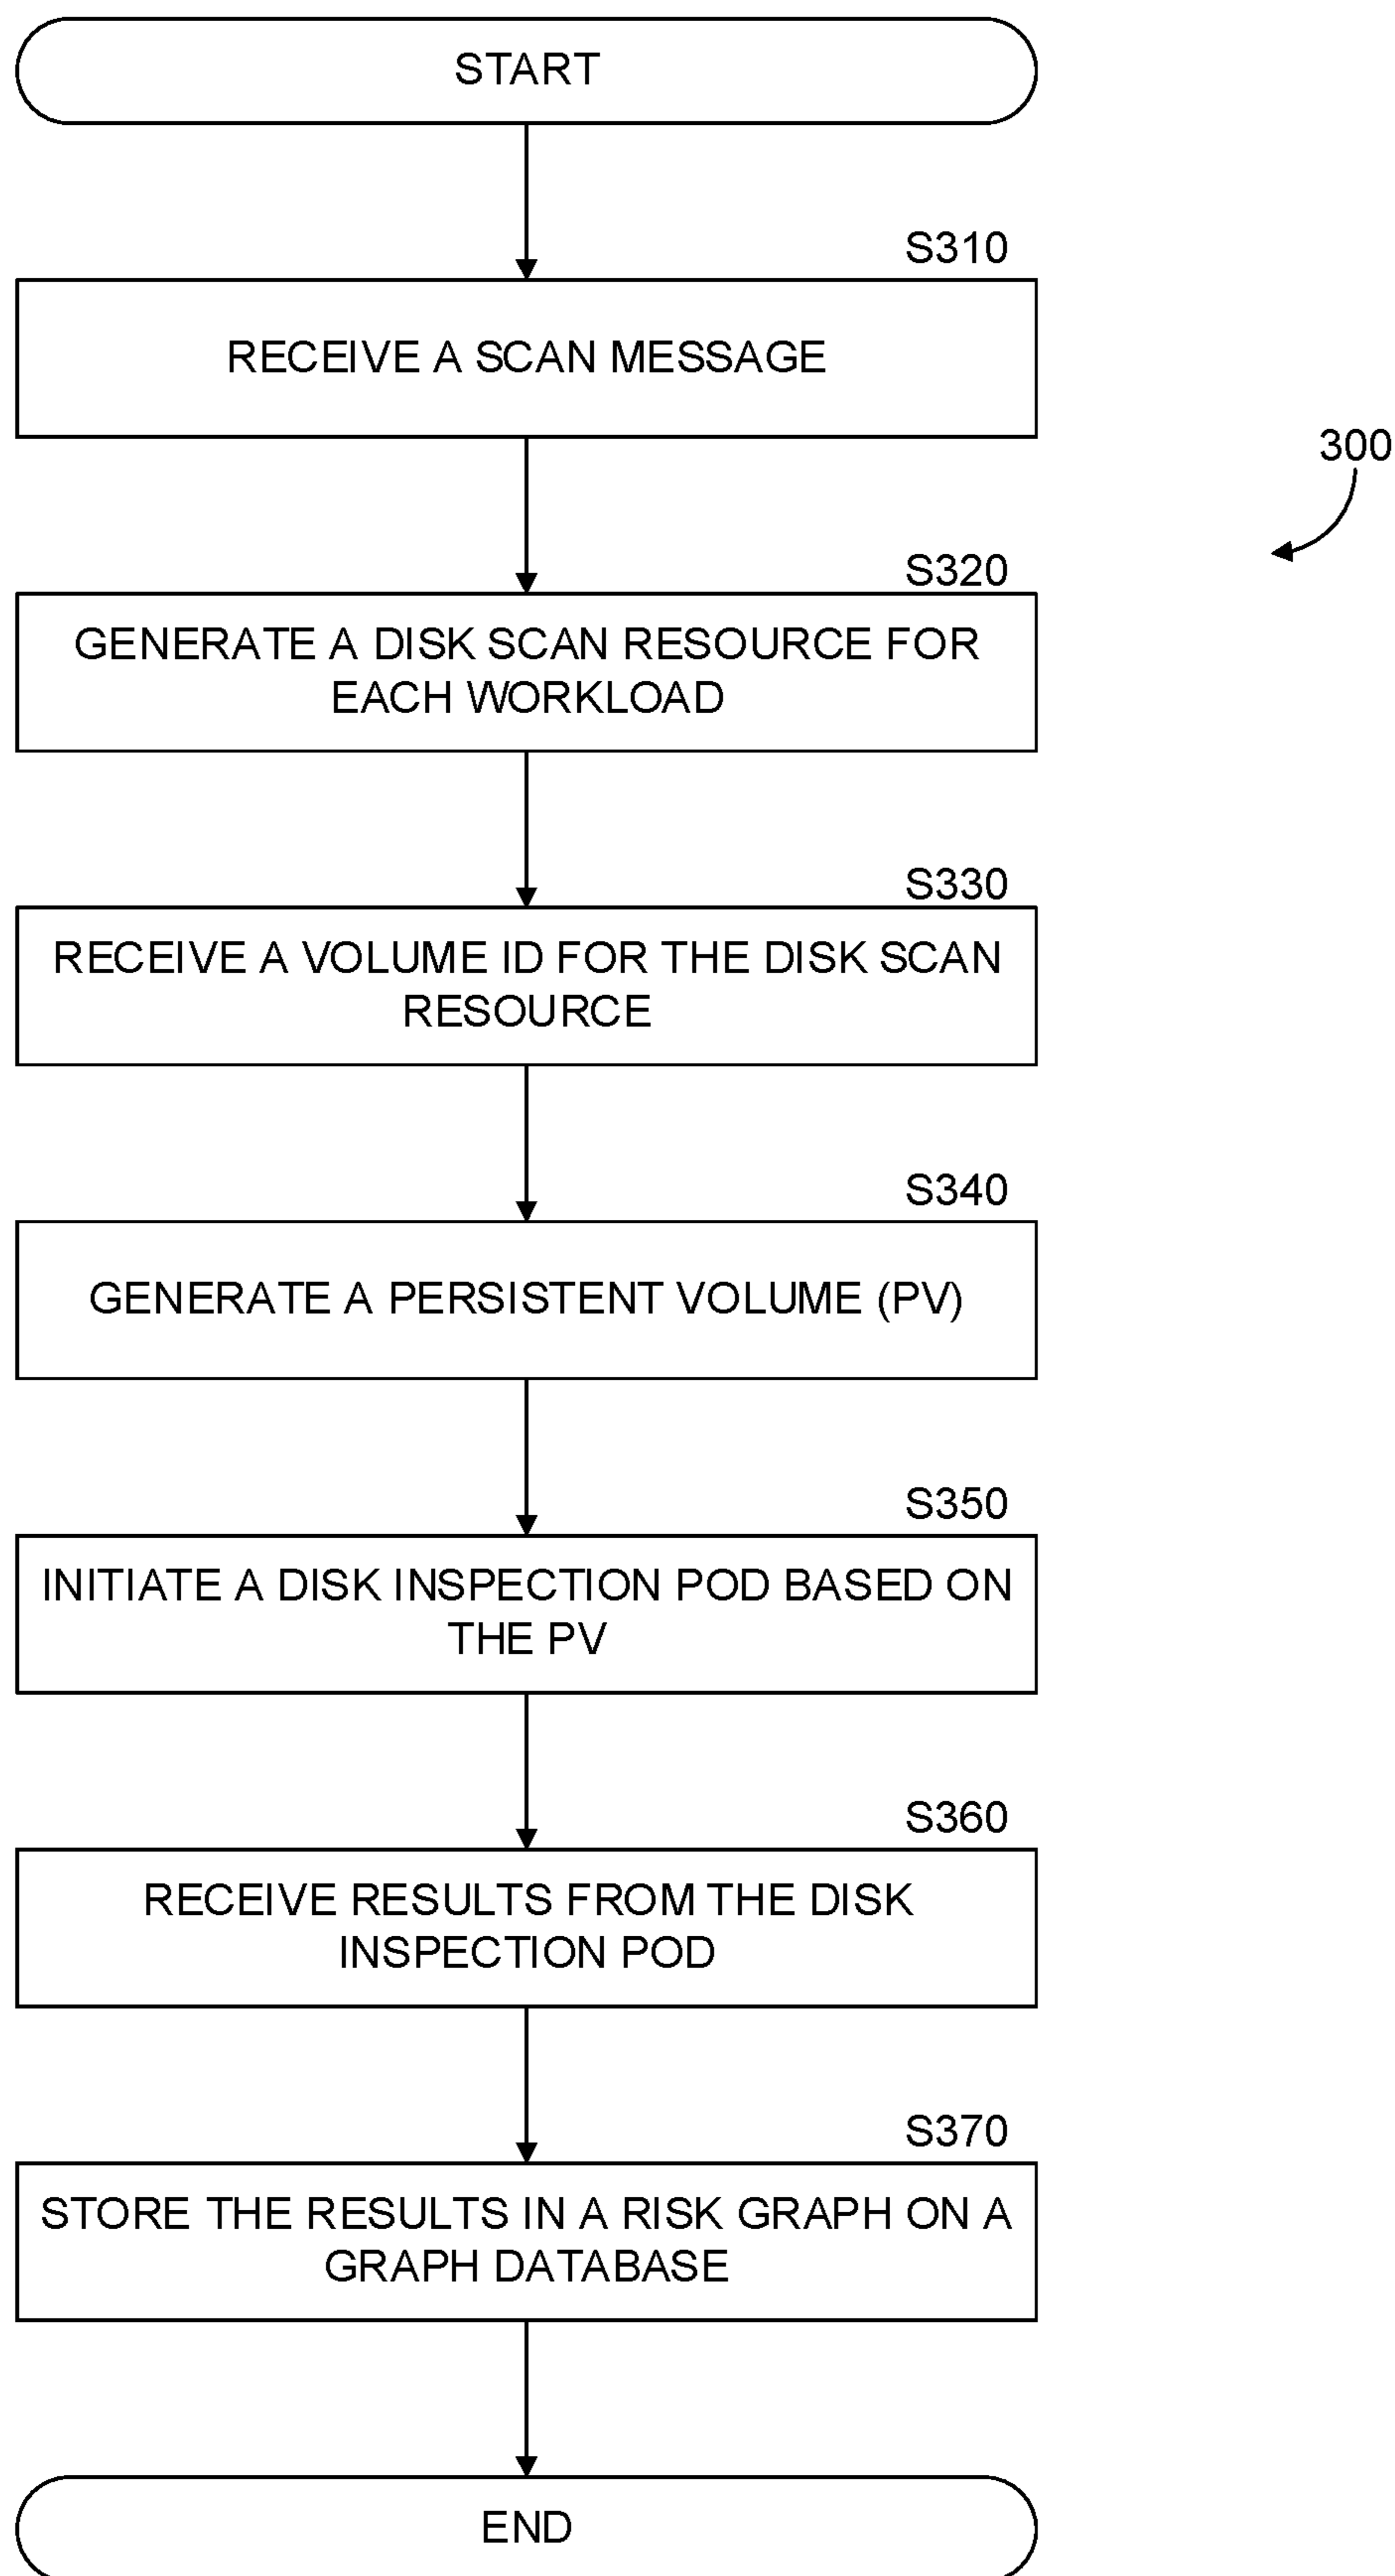 START
S310
RECEIVE A SCAN MESSAGE
300
S320
GENERATE A DISK SCAN RESOURCE FOR
EACH WORKLOAD
S330
RECEIVE A VOLUME ID FOR THE DISK SCAN
RESOURCE
S340
GENERATE A PERSISTENT VOLUME (PV)
S350
INITIATE A DISK INSPECTION POD BASED ON
THE PV
S360
RECEIVE RESULTS FROM THE DISK
INSPECTION POD
S370
STORE THE RESULTS IN A RISK GRAPH ON A
GRAPH DATABASE
END